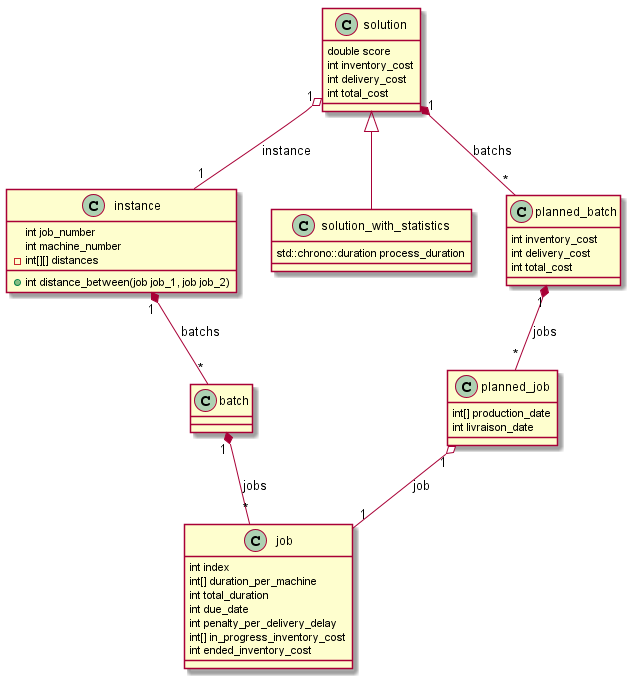 C solution
double score
int inventory_cost
int delivery_cost
int total_cost
1
1
instance
batchs
1
*
C instance
int job_number
int machine_number
int[][] distances
int distance_between(job job_1, job job_2)
C solution_with_statistics
std::chrono::duration process_duration
C planned_batch
int inventory_cost
int delivery_cost
int total_cost
1
1
batchs
jobs
*
*
C batch
C planned_job
int[] production_date
int livraison_date
1
1
jobs
job
*
1
C job
int index
int[] duration_per_machine
int total_duration
int due_date
int penalty_per_delivery_delay
int[] in_progress_inventory_cost
int ended_inventory_cost